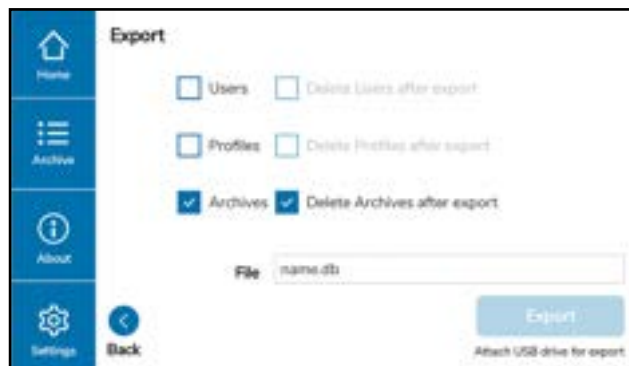 Export
Home
Users Delete Users after export
Archive
Profiles Delete Profiles after export
Archives Delete Archives after export
About
File name.db
Settings
Back
Export
Attach USB drive for export